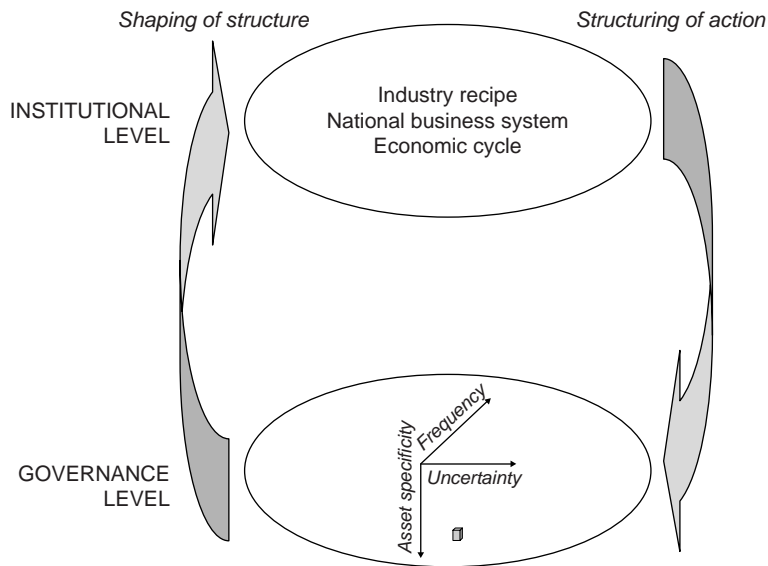 Shaping of structure
Structuring of action
INSTITUTIONAL
LEVEL
Industry recipe
National business system
Economic cycle
Frequency
Asset specificity
Uncertainty
GOVERNANCE
LEVEL